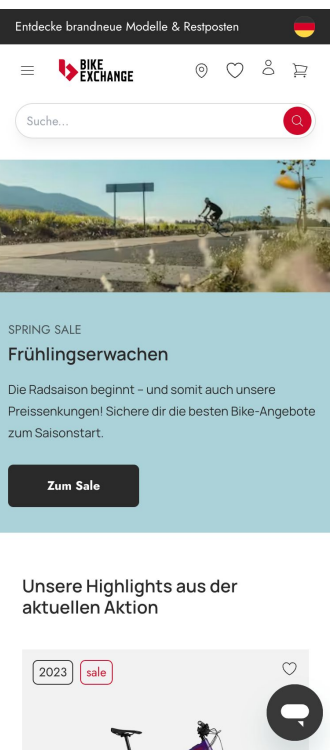 Entdecke brandneue Modelle & Restposten
BIKE
EXCHANGE
Suche...
SPRING SALE
Frühlingserwachen
Die Radsaison beginnt – und somit auch unsere
Preissenkungen! Sichere dir die besten Bike-Angebote
zum Saisonstart.
Zum Sale
Unsere Highlights aus der
aktuellen Aktion
2023 sale